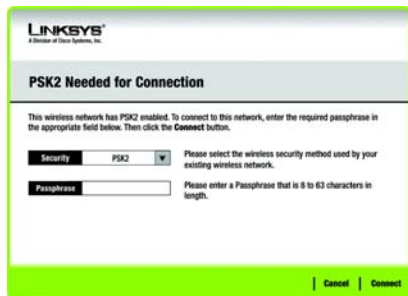 LINKSYS®
A Division of Cisco Systems, Inc.
PSK2 Needed for Connection
This wireless network has PSK2 enabled. To connect to this network, enter the required passphrase in
the appropriate field below. Then click the Connect button.
Security PSK2 Please select the wireless security method used by your
existing wireless network.
Passphrase Please enter a Passphrase that is 8 to 63 characters in
length.
Cancel Connect